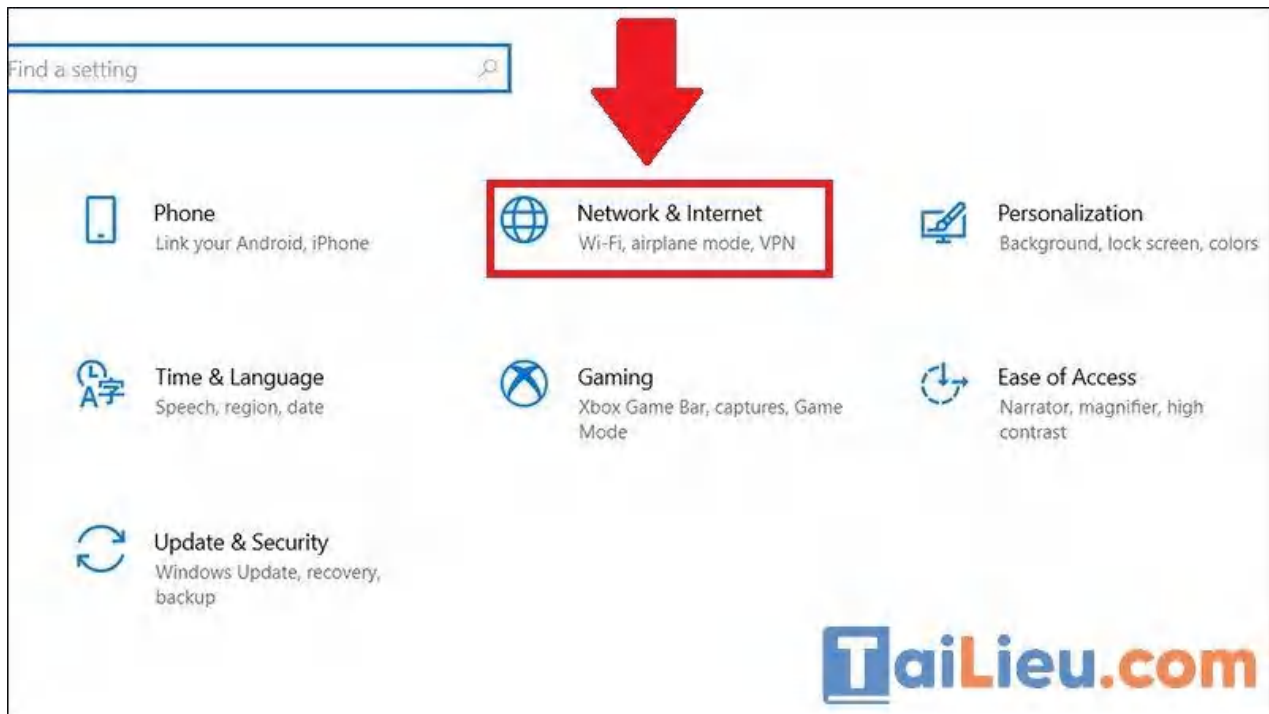 Find a setting
Phone
Link your Android, iPhone
Network & Internet
Wi-Fi, airplane mode, VPN
Personalization
Background, lock screen, colors
Time & Language
Speech, region, date
Gaming
Xbox Game Bar, captures, Game
Mode
Ease of Access
Narrator, magnifier, high
contrast
Update & Security
Windows Update, recovery,
backup
TaiLieu.com